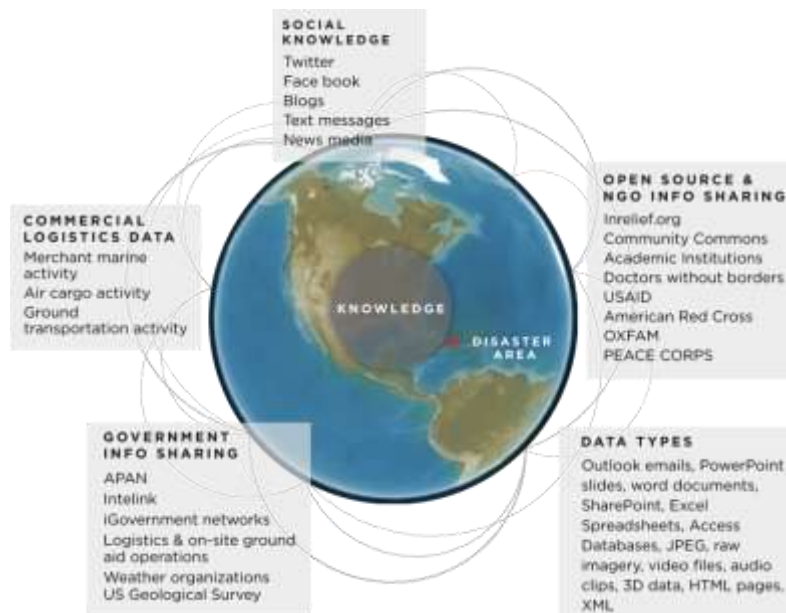 SOCIAL
KNOWLEDGE
Twitter
Face book
Blogs
Text messages
News media
OPEN SOURCE &
NGO INFO SHARING
Inrelief.org
Community Commons
Academic Institutions
Doctors without borders
USAID
American Red Cross
OXFAM
PEACE CORPS
COMMERCIAL
LOGISTICS DATA
Merchant marine
activity
Air cargo activity
Ground
transportation activity
KNOWLEDGE
DISASTER
AREA
GOVERNMENT
INFO SHARING
APAN
Intelink
iGovernment networks
Logistics & on-site ground
aid operations
Weather organizations
US Geological Survey
DATA TYPES
Outlook emails, PowerPoint
slides, word documents,
SharePoint, Excel
Spreadsheets, Access
Databases, JPEG, raw
imagery, video files, audio
clips, 3D data, HTML pages,
XML